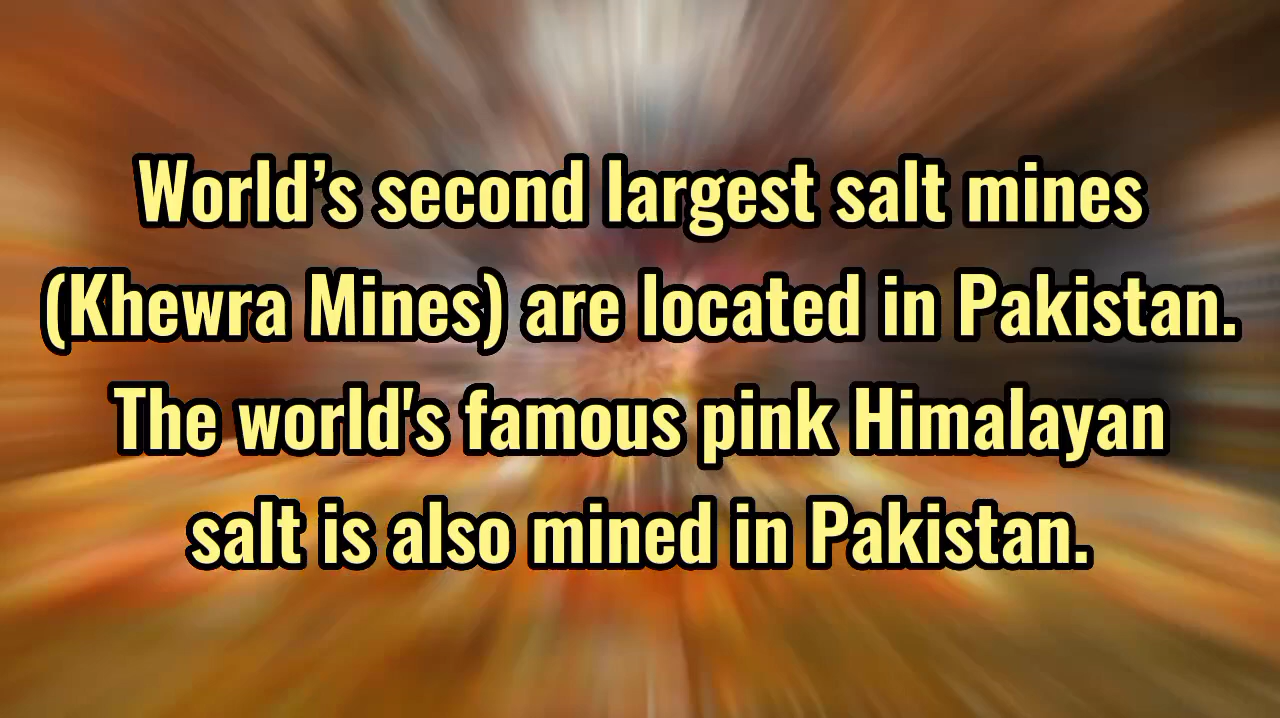 World’s second largest salt mines
(Khewra Mines) are located in Pakistan.
The world's famous pink Himalayan
salt is also mined in Pakistan.